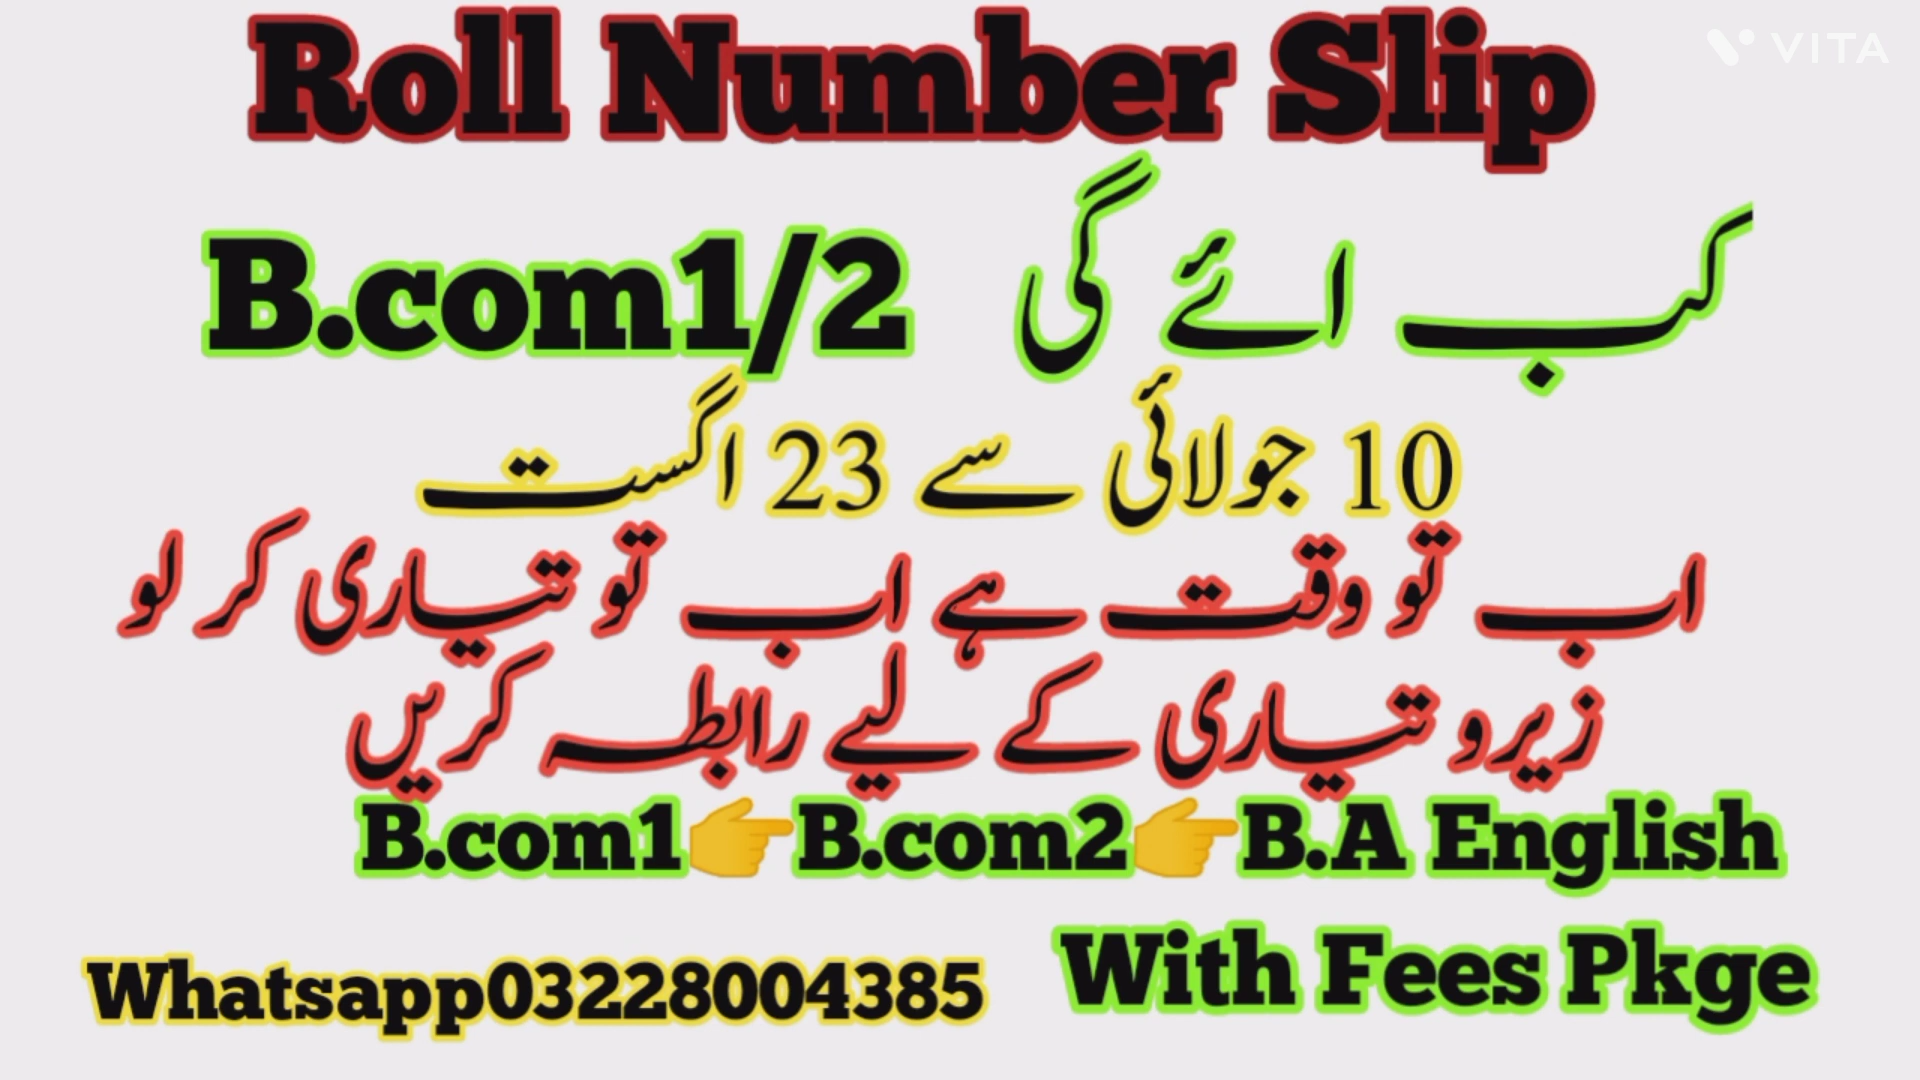 Roll Number Slip
VITA
کب ائے گی B.com1/2
10 جولائی سے 23 اگست
اب تو وقت ہے اب تو تیاری کر لو
زیرو تیاری کے لیے رابطہ کریں
B.com1👉B.com2👉B.A English
With Fees Pkge
Whatsapp03228004385